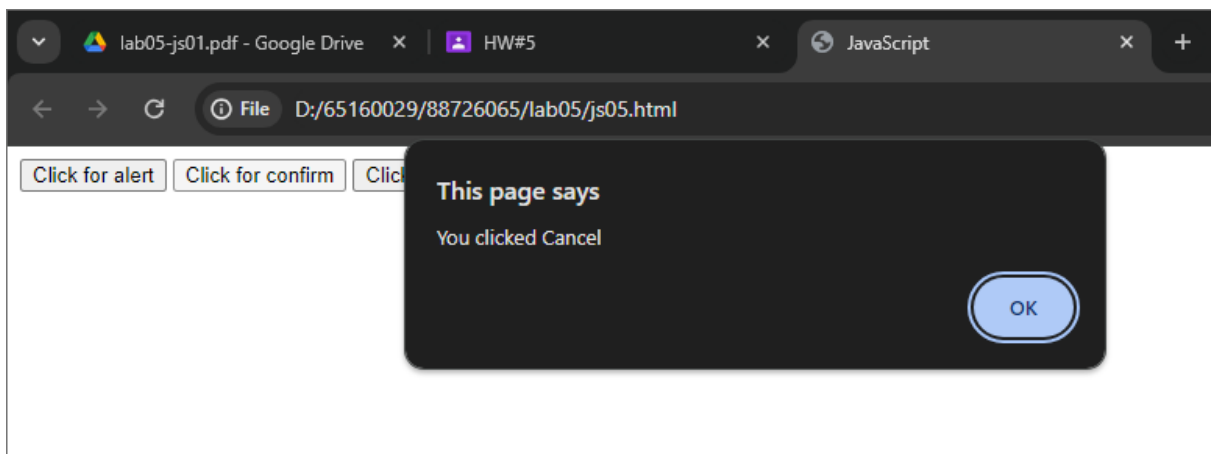 lab05-js01.pdf - Google Drive
HW#5
JavaScript
File D:/65160029/88726065/lab05/js05.html
Click for alert
Click for confirm
Click
This page says
You clicked Cancel
OK